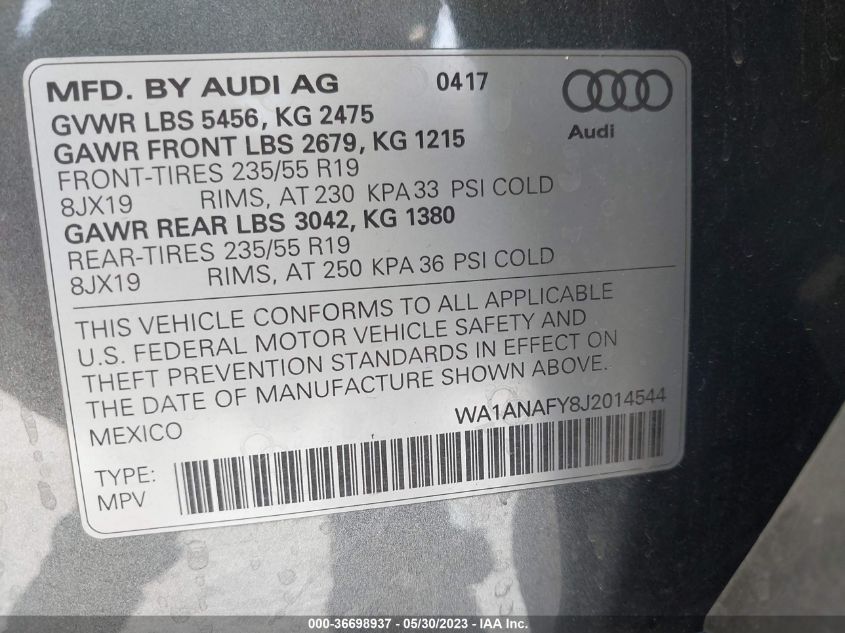 MFD. BY AUDI AG 0417
Audi
GVWR LBS 5456, KG 2475
GAWR FRONT LBS 2679, KG 1215
FRONT-TIRES 235/55 R19
8JX19 RIMS, AT 230 KPA 33 PSI COLD
GAWR REAR LBS 3042, KG 1380
REAR-TIRES 235/55 R19
8JX19 RIMS, AT 250 KPA 36 PSI COLD
THIS VEHICLE CONFORMS TO ALL APPLICABLE
U.S. FEDERAL MOTOR VEHICLE SAFETY AND
THEFT PREVENTION STANDARDS IN EFFECT ON
THE DATE OF MANUFACTURE SHOWN ABOVE.
MEXICO WA1ANAFY8J2014544
TYPE:
MPV
000-36698937 - 05/30/2023 - IAAI.com